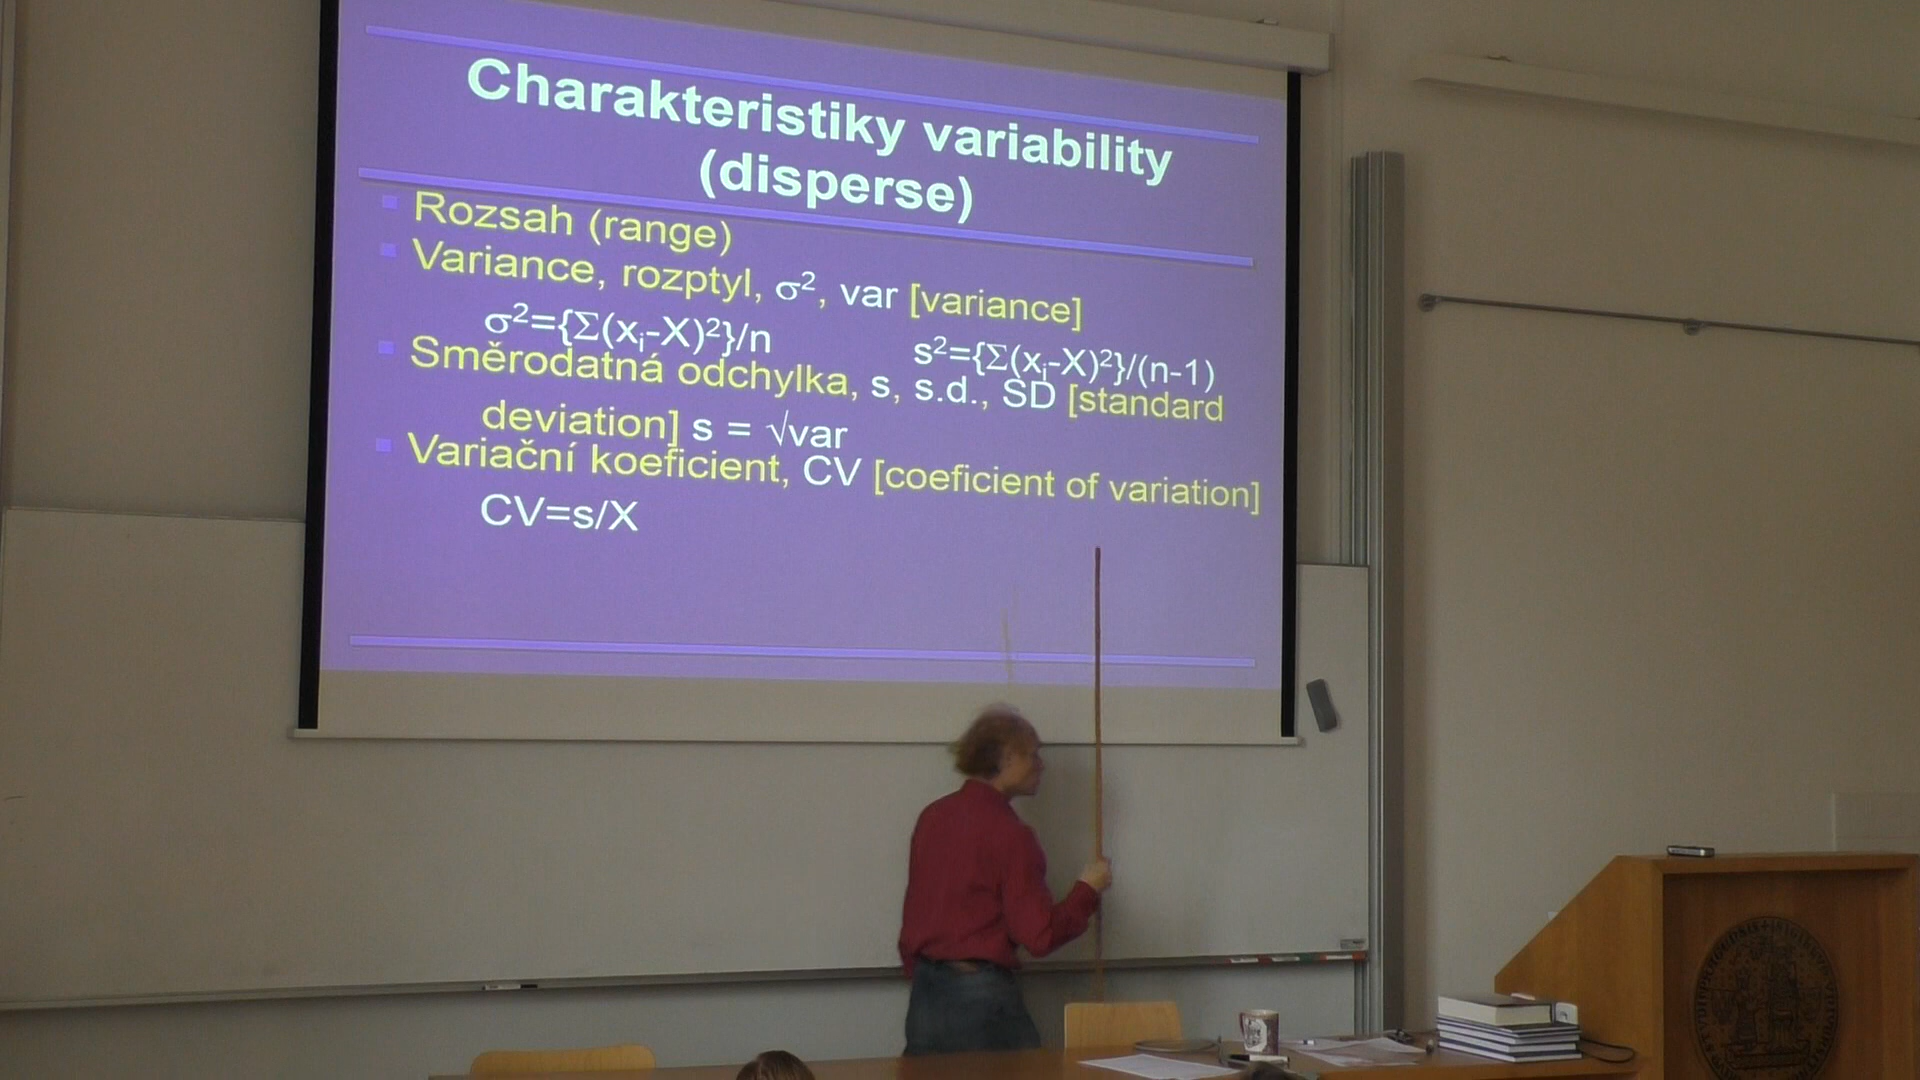 Charakteristiky variability
(disperse)
Rozsah (range)
Variance, rozptyl, σ², var [variance]
σ²={Σ(xᵢ-X)²}/n s²={Σ(xᵢ-X)²}/(n-1)
Směrodatná odchylka, s, s.d., SD [standard
deviation] s = √var
Variační koeficient, CV [coeficient of variation]
CV=s/X